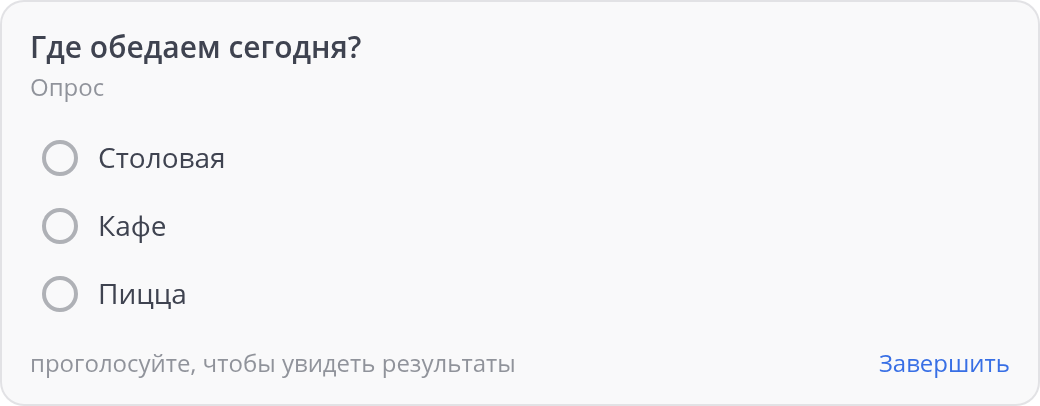 Где обедаем сегодня?
Опрос
Столовая
Кафе
Пицца
проголосуйте, чтобы увидеть результаты Завершить